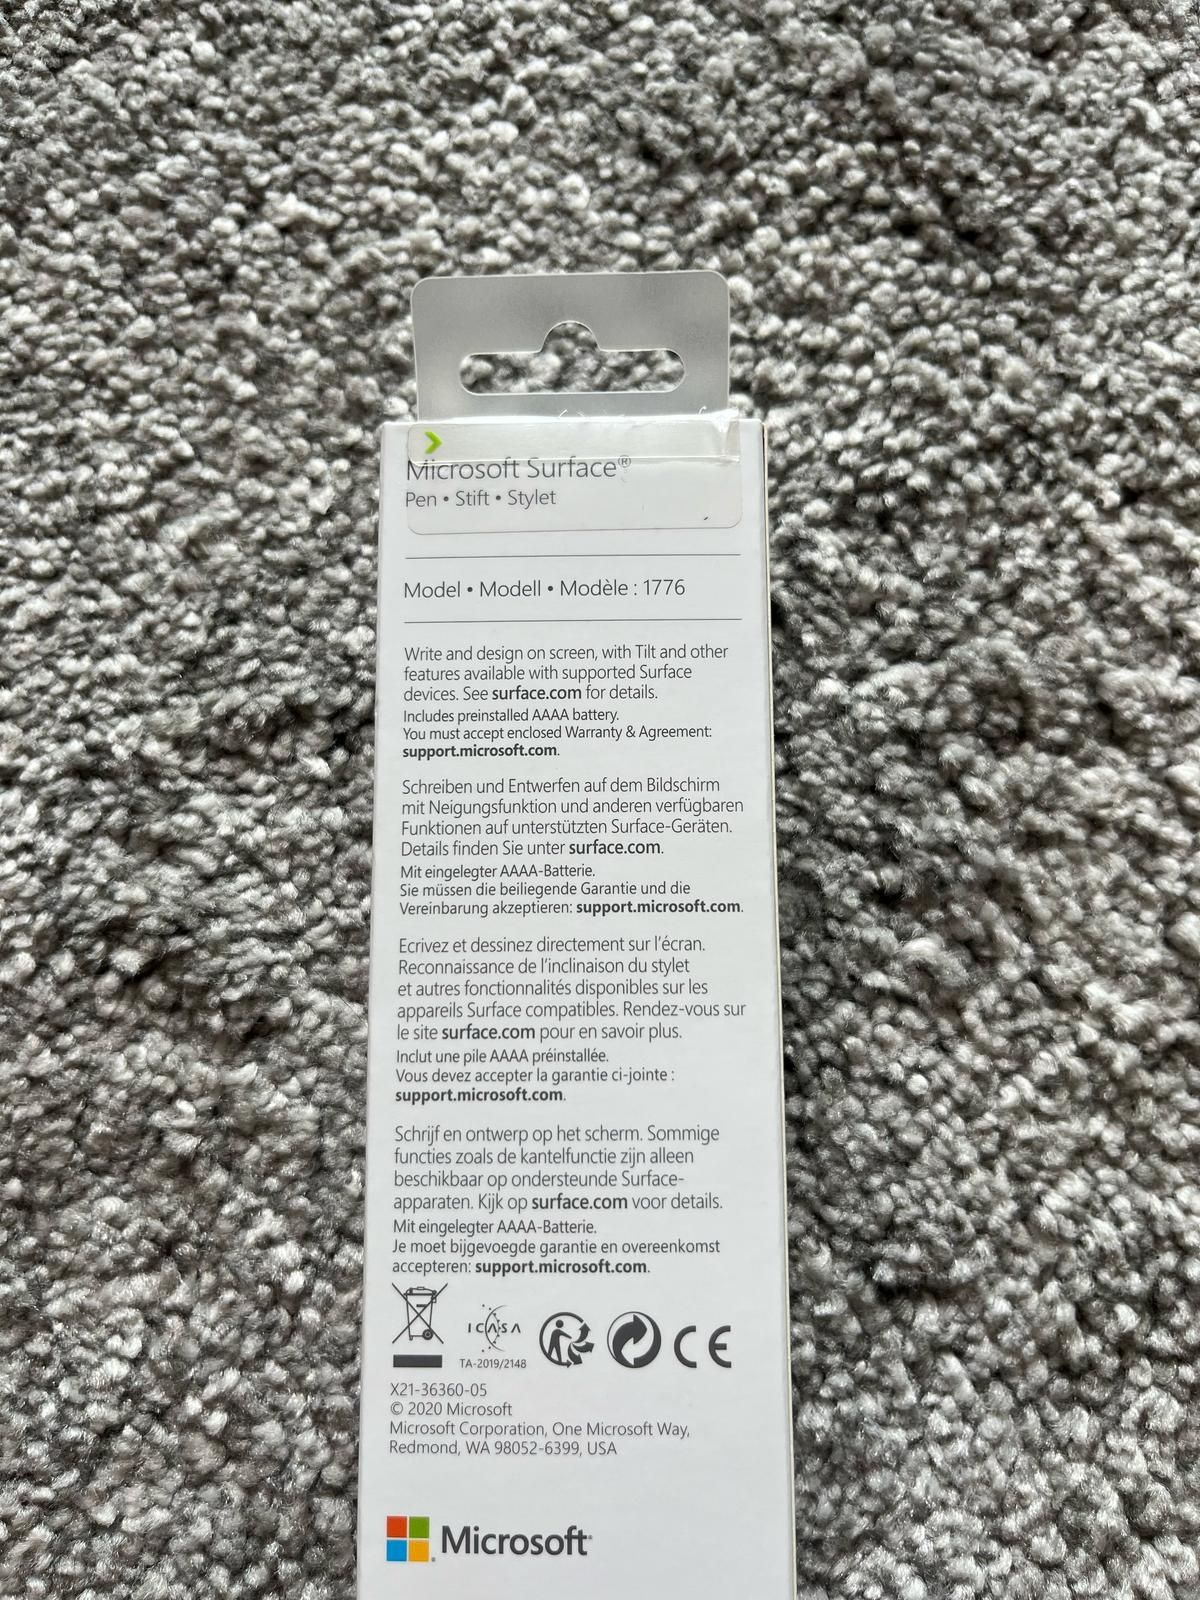 Microsoft Surface®
Pen • Stift • Stylet
Model • Modell • Modèle : 1776
Write and design on screen, with Tilt and other
features available with supported Surface
devices. See surface.com for details.
Includes preinstalled AAAA battery.
You must accept enclosed Warranty & Agreement:
support.microsoft.com.
Schreiben und Entwerfen auf dem Bildschirm
mit Neigungsfunktion und anderen verfügbaren
Funktionen auf unterstützten Surface-Geräten.
Details finden Sie unter surface.com.
Mit eingelegter AAAA-Batterie.
Sie müssen die beiliegende Garantie und die
Vereinbarung akzeptieren: support.microsoft.com.
Ecrivez et dessinez directement sur l'écran.
Reconnaissance de l'inclinaison du stylet
et autres fonctionnalités disponibles sur les
appareils Surface compatibles. Rendez-vous sur
le site surface.com pour en savoir plus.
Inclut une pile AAAA préinstallée.
Vous devez accepter la garantie ci-jointe :
support.microsoft.com.
Schrijf en ontwerp op het scherm. Sommige
functies zoals de kantelfunctie zijn alleen
beschikbaar op ondersteunde Surface-
apparaten. Kijk op surface.com voor details.
Mit eingelegter AAAA-Batterie.
Je moet bijgevoegde garantie en overeenkomst
accepteren: support.microsoft.com.
ICASA
TA-2019/2148
CE
X21-36360-05
© 2020 Microsoft
Microsoft Corporation, One Microsoft Way,
Redmond, WA 98052-6399, USA
Microsoft